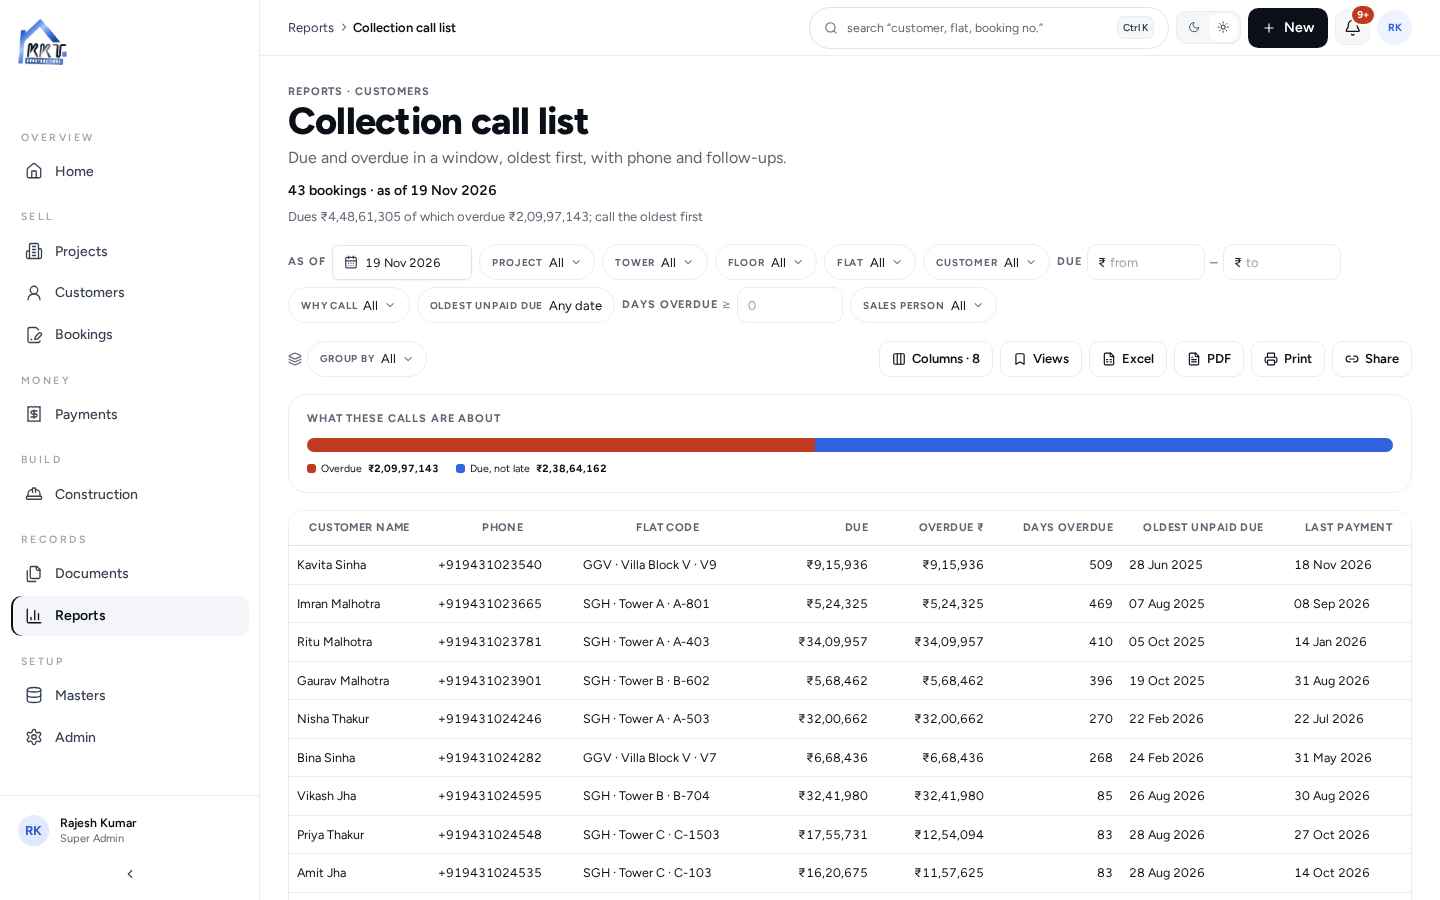 RKT
CONSTRUCTIONS
OVERVIEW
Home
SELL
Projects
Customers
Bookings
MONEY
Payments
BUILD
Construction
RECORDS
Documents
Reports
SETUP
Masters
Admin
RK
Rajesh Kumar
Super Admin
Reports > Collection call list
search “customer, flat, booking no.”
Ctrl K
New
9+
RK
REPORTS · CUSTOMERS
Collection call list
Due and overdue in a window, oldest first, with phone and follow-ups.
43 bookings · as of 19 Nov 2026
Dues ₹4,48,61,305 of which overdue ₹2,09,97,143; call the oldest first
AS OF 19 Nov 2026 PROJECT All TOWER All FLOOR All FLAT All CUSTOMER All DUE ₹ from – ₹ to
WHY CALL All OLDEST UNPAID DUE Any date DAYS OVERDUE ≥ 0 SALES PERSON All
GROUP BY All Columns · 8 Views Excel PDF Print Share
WHAT THESE CALLS ARE ABOUT
Overdue ₹2,09,97,143 Due, not late ₹2,38,64,162
CUSTOMER NAME PHONE FLAT CODE DUE OVERDUE ₹ DAYS OVERDUE OLDEST UNPAID DUE LAST PAYMENT
Kavita Sinha +919431023540 GGV · Villa Block V · V9 ₹9,15,936 ₹9,15,936 509 28 Jun 2025 18 Nov 2026
Imran Malhotra +919431023665 SGH · Tower A · A-801 ₹5,24,325 ₹5,24,325 469 07 Aug 2025 08 Sep 2026
Ritu Malhotra +919431023781 SGH · Tower A · A-403 ₹34,09,957 ₹34,09,957 410 05 Oct 2025 14 Jan 2026
Gaurav Malhotra +919431023901 SGH · Tower B · B-602 ₹5,68,462 ₹5,68,462 396 19 Oct 2025 31 Aug 2026
Nisha Thakur +919431024246 SGH · Tower A · A-503 ₹32,00,662 ₹32,00,662 270 22 Feb 2026 22 Jul 2026
Bina Sinha +919431024282 GGV · Villa Block V · V7 ₹6,68,436 ₹6,68,436 268 24 Feb 2026 31 May 2026
Vikash Jha +919431024595 SGH · Tower B · B-704 ₹32,41,980 ₹32,41,980 85 26 Aug 2026 30 Aug 2026
Priya Thakur +919431024548 SGH · Tower C · C-1503 ₹17,55,731 ₹12,54,094 83 28 Aug 2026 27 Oct 2026
Amit Jha +919431024535 SGH · Tower C · C-103 ₹16,20,675 ₹11,57,625 83 28 Aug 2026 14 Oct 2026